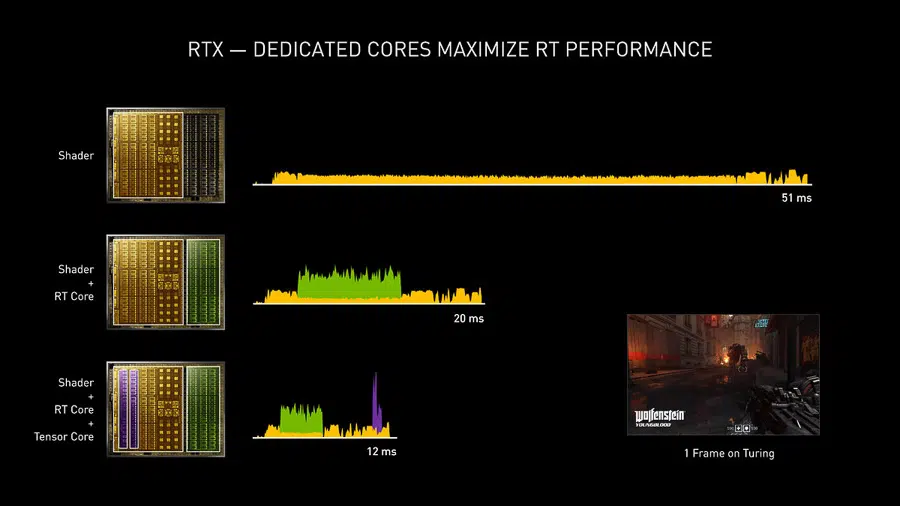 RTX — DEDICATED CORES MAXIMIZE RT PERFORMANCE
Shader
51 ms
Shader
+
RT Core
20 ms
Shader
+
RT Core
+
Tensor Core
12 ms
Wolfenstein
YOUNGBLOOD
1 Frame on Turing